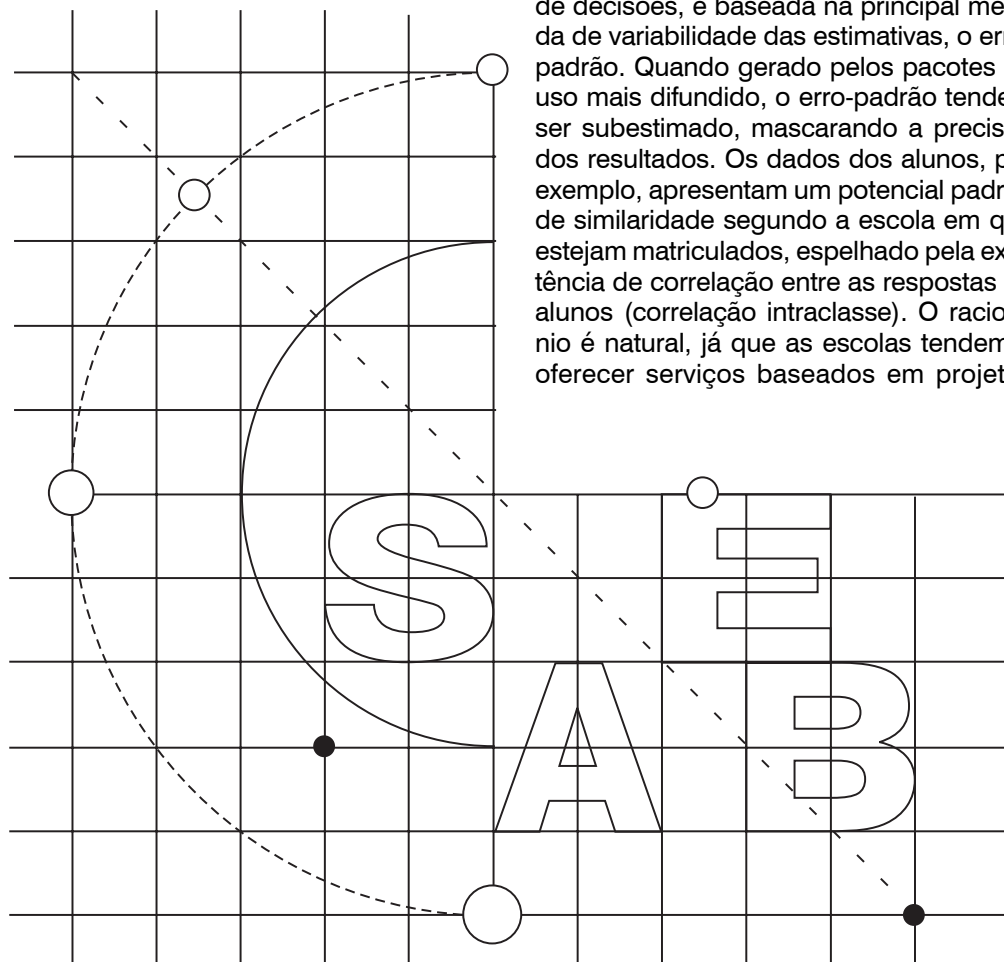 de decisões, é baseada na principal me
da de variabilidade das estimativas, o er
padrão. Quando gerado pelos pacotes
uso mais difundido, o erro-padrão tende
ser subestimado, mascarando a precis
dos resultados. Os dados dos alunos, p
exemplo, apresentam um potencial padr
de similaridade segundo a escola em q
estejam matriculados, espelhado pela ex
tência de correlação entre as respostas
alunos (correlação intraclasse). O racio
nio é natural, já que as escolas tendem
oferecer serviços baseados em projet
S E
A B